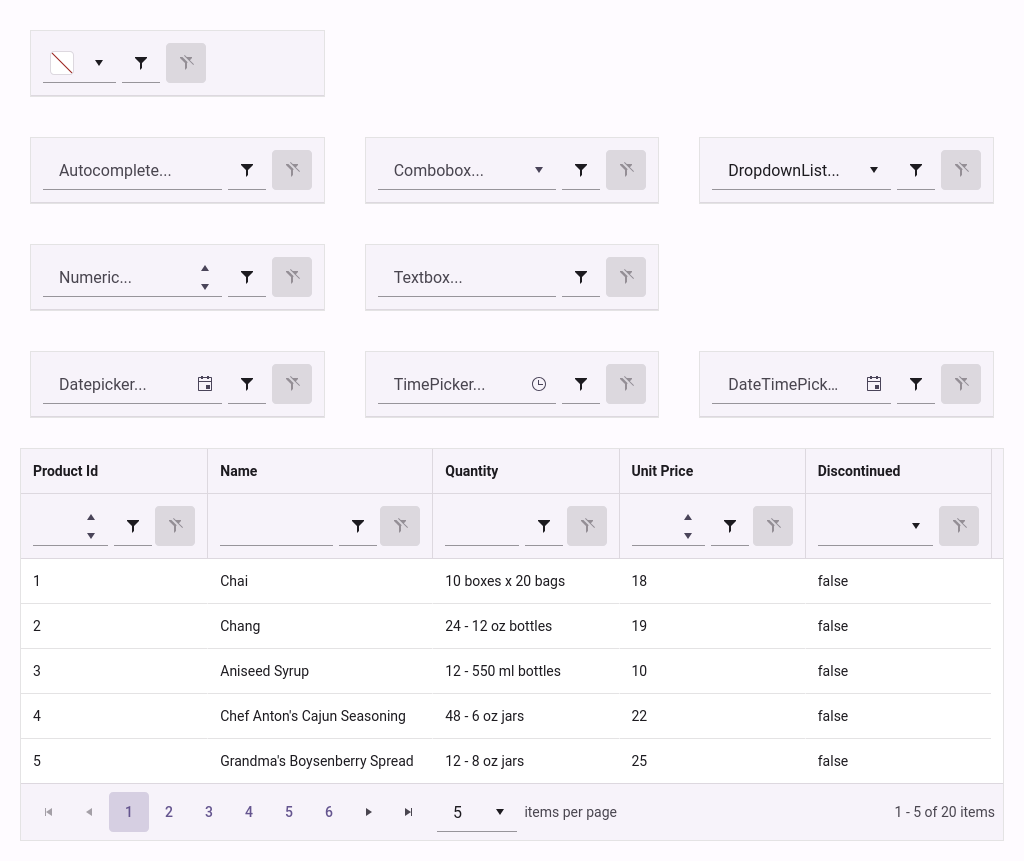 Autocomplete... Combobox... DropdownList...
Numeric... Textbox...
Datepicker... TimePicker... DateTimePick...
Product Id Name Quantity Unit Price Discontinued
1 Chai 10 boxes x 20 bags 18 false
2 Chang 24 - 12 oz bottles 19 false
3 Aniseed Syrup 12 - 550 ml bottles 10 false
4 Chef Anton's Cajun Seasoning 48 - 6 oz jars 22 false
5 Grandma's Boysenberry Spread 12 - 8 oz jars 25 false
1 2 3 4 5 6 5 items per page 1 - 5 of 20 items